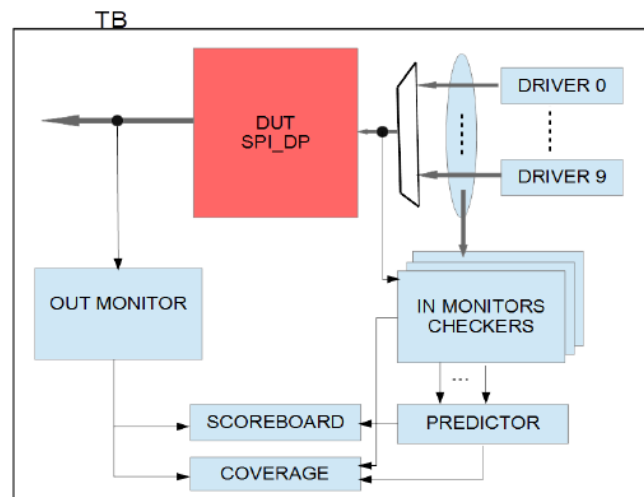 TB
DUT
SPI_DP
DRIVER 0
DRIVER 9
OUT MONITOR
IN MONITORS
CHECKERS
...
SCOREBOARD
PREDICTOR
COVERAGE